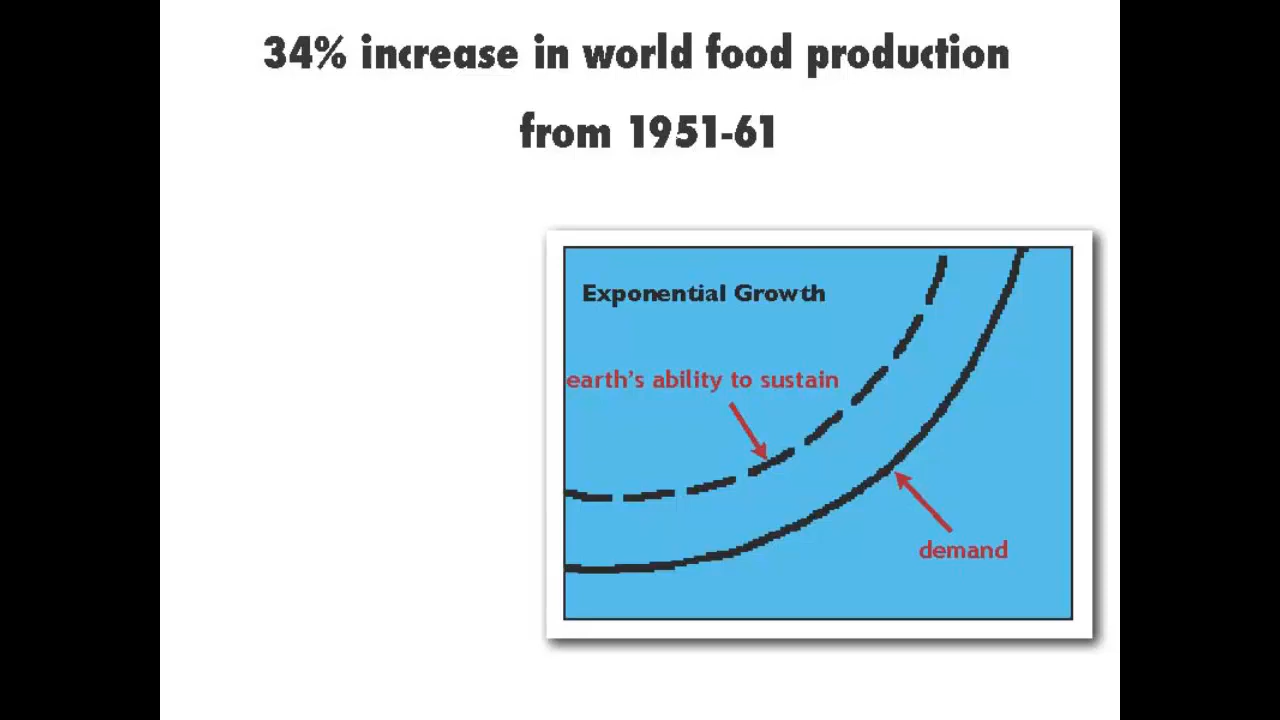 34% increase in world food production
from 1951-61
Exponential Growth
earth's ability to sustain
demand